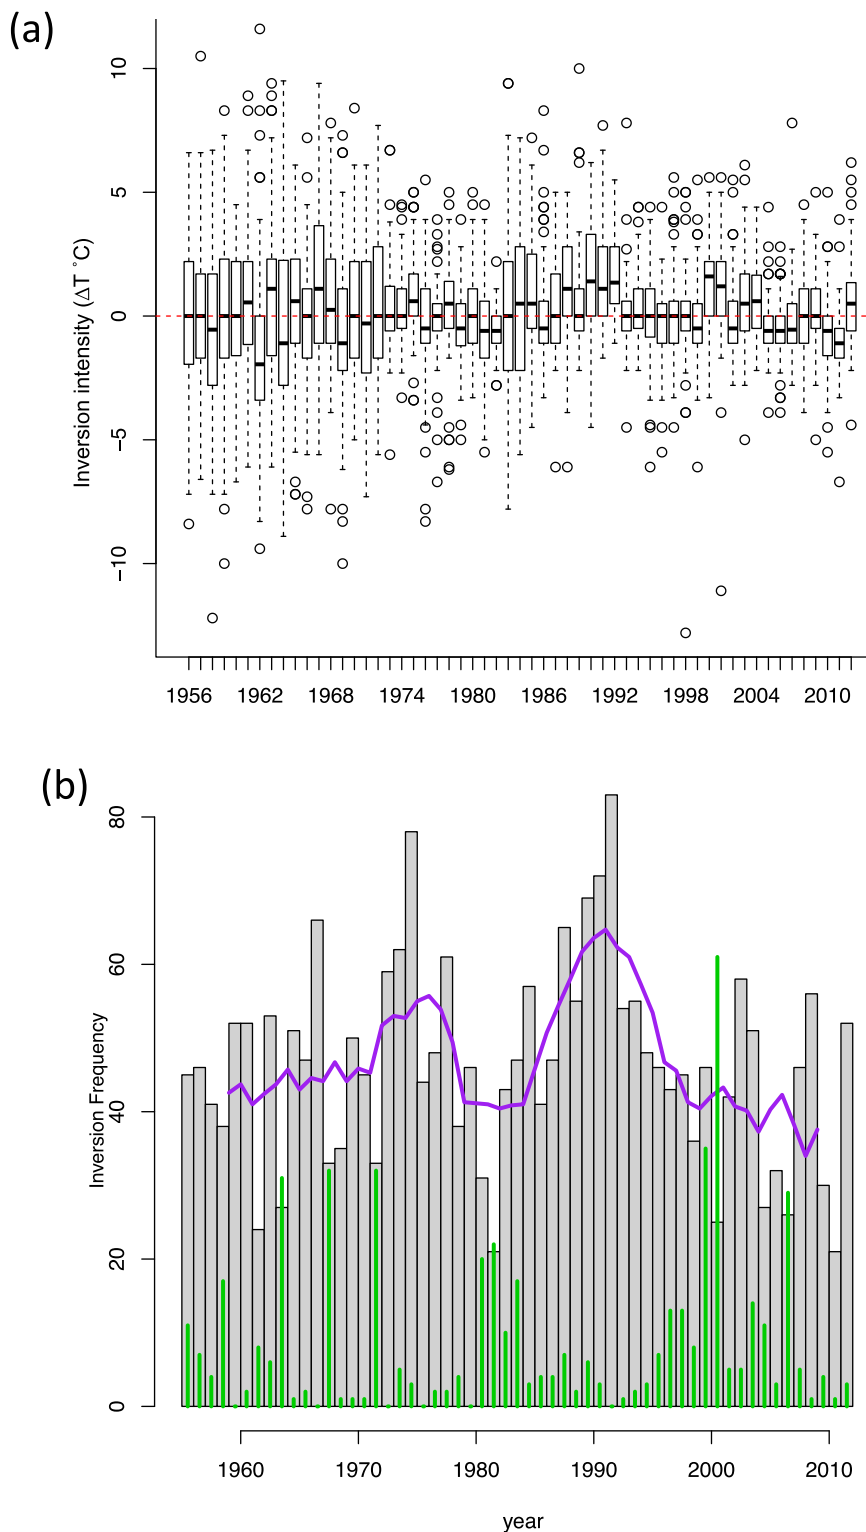 (a)
Inversion intensity (ΔT ˚C)
10
5
0
−5
−10
1956 1962 1968 1974 1980 1986 1992 1998 2004 2010
(b)
Inversion Frequency
80
60
40
20
0
1960 1970 1980 1990 2000 2010
year